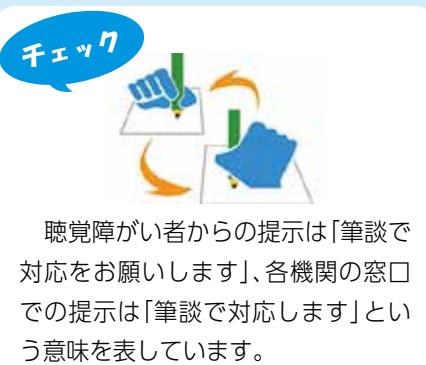 チェック
聴覚障がい者からの提示は「筆談で
対応をお願いします」、各機関の窓口
での提示は「筆談で対応します」とい
う意味を表しています。